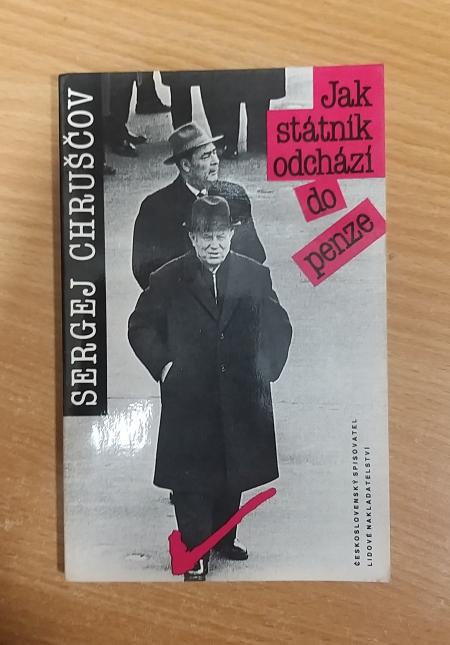 SERGEJ CHRUŠČOV
Jak
státník
odchází
do
penze
ČESKOSLOVENSKÝ SPISOVATEL
LIDOVÉ NAKLADATELSTVÍ